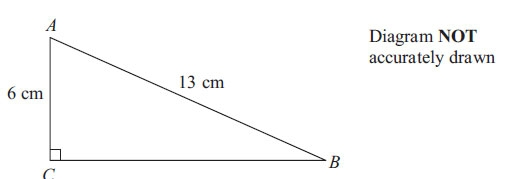 A
Diagram NOT
accurately drawn
13 cm
6 cm
B
C